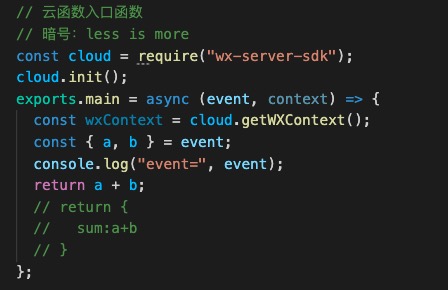 // 云函数入口函数
// 暗号：less is more
const cloud = require("wx-server-sdk");
cloud.init();
exports.main = async (event, context) => {
  const wxContext = cloud.getWXContext();
  const { a, b } = event;
  console.log("event=", event);
  return a + b;
  // return {
  //   sum:a+b
  // }
};